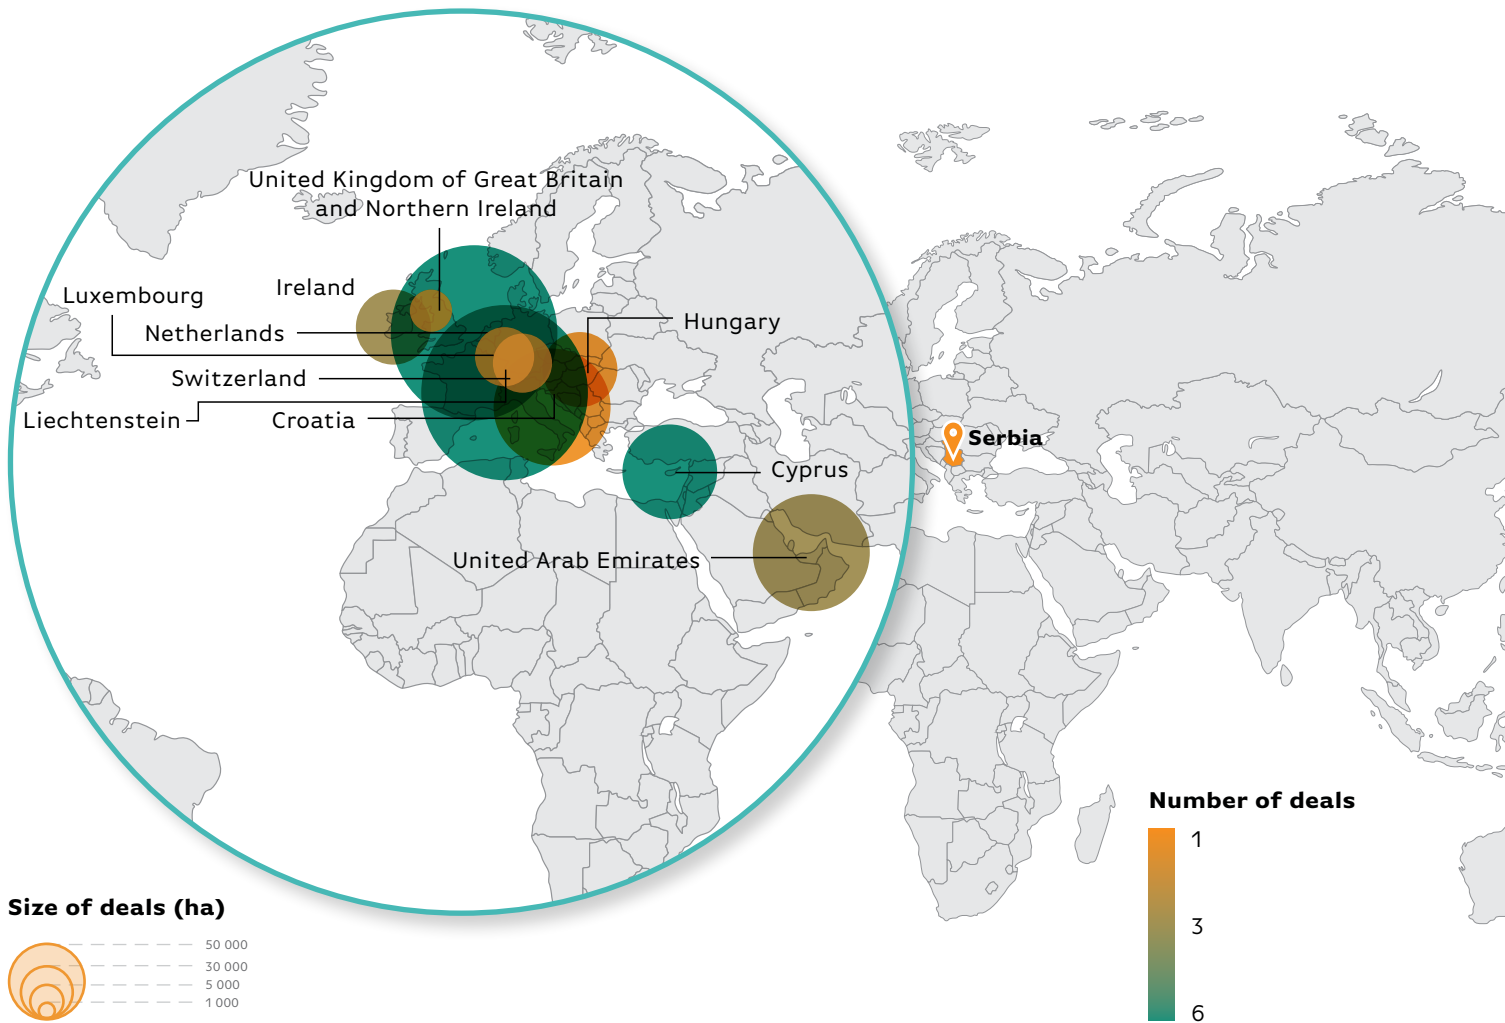 United Kingdom of Great Britain
and Northern Ireland
Ireland
Luxembourg
Netherlands
Hungary
Switzerland
Liechtenstein
Croatia
Serbia
Cyprus
United Arab Emirates
Number of deals
1
3
6
Size of deals (ha)
50 000
30 000
5 000
1 000